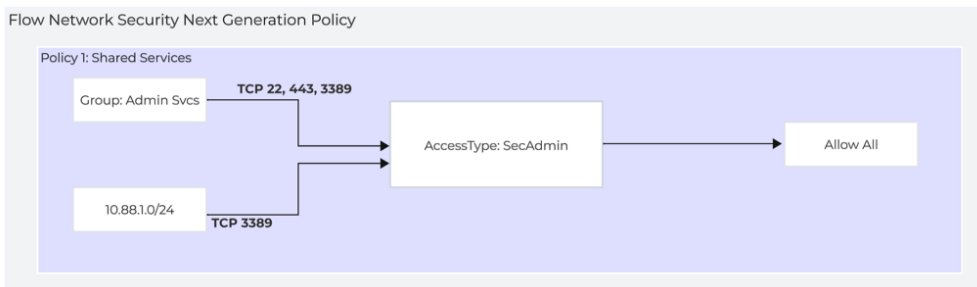 Flow Network Security Next Generation Policy
Policy 1: Shared Services
Group: Admin Svcs
TCP 22, 443, 3389
AccessType: SecAdmin
Allow All
10.88.1.0/24
TCP 3389